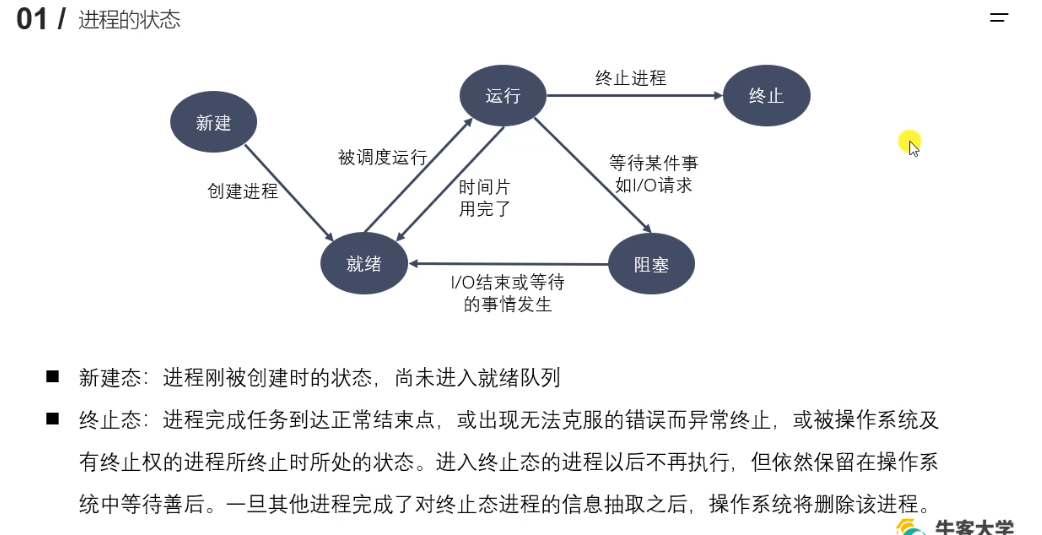 01 / 进程的状态
运行
终止进程
终止
新建
被调度运行
等待某件事
如I/O请求
创建进程
时间片
用完了
就绪
阻塞
I/O结束或等待
的事情发生
■ 新建态：进程刚被创建时的状态，尚未进入就绪队列
■ 终止态：进程完成任务到达正常结束点，或出现无法克服的错误而异常终止，或被操作系统及
有终止权的进程所终止时所处的状态。进入终止态的进程以后不再执行，但依然保留在操作系
统中等待善后。一旦其他进程完成了对终止态进程的信息抽取之后，操作系统将删除该进程。
牛客大学